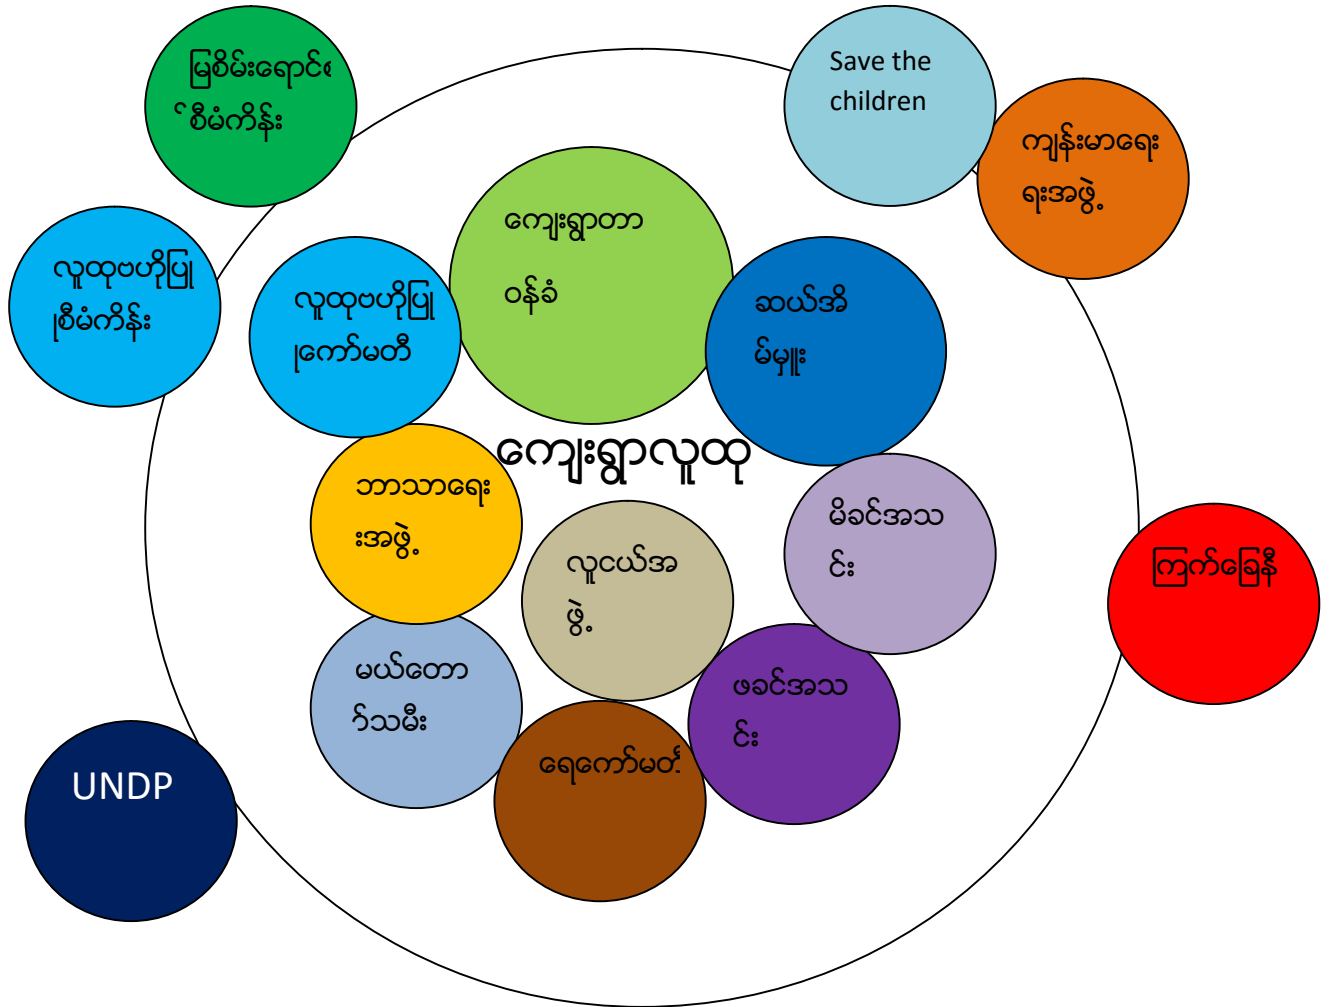 မြစိမ်းရောင်စ
်စီမံကိန်း
Save the
children
ကျန်းမာရေး
ရးအဖွဲ့
လူထုဗဟိုပြု
ုစီမံကိန်း
လူထုဗဟိုပြု
ုကော်မတီ
ကျေးရွာတာ
ဝန်ခံ
ဆယ်အိ
မ်မှူး
ကျေးရွာလူထု
ဘာသာရေး
းအဖွဲ့
လူငယ်အ
ဖွဲ့
မိခင်အသ
င်း
ကြက်ခြေနီ
မယ်တော
်သမီး
ဖခင်အသ
င်း
ရေကော်မတီ
UNDP